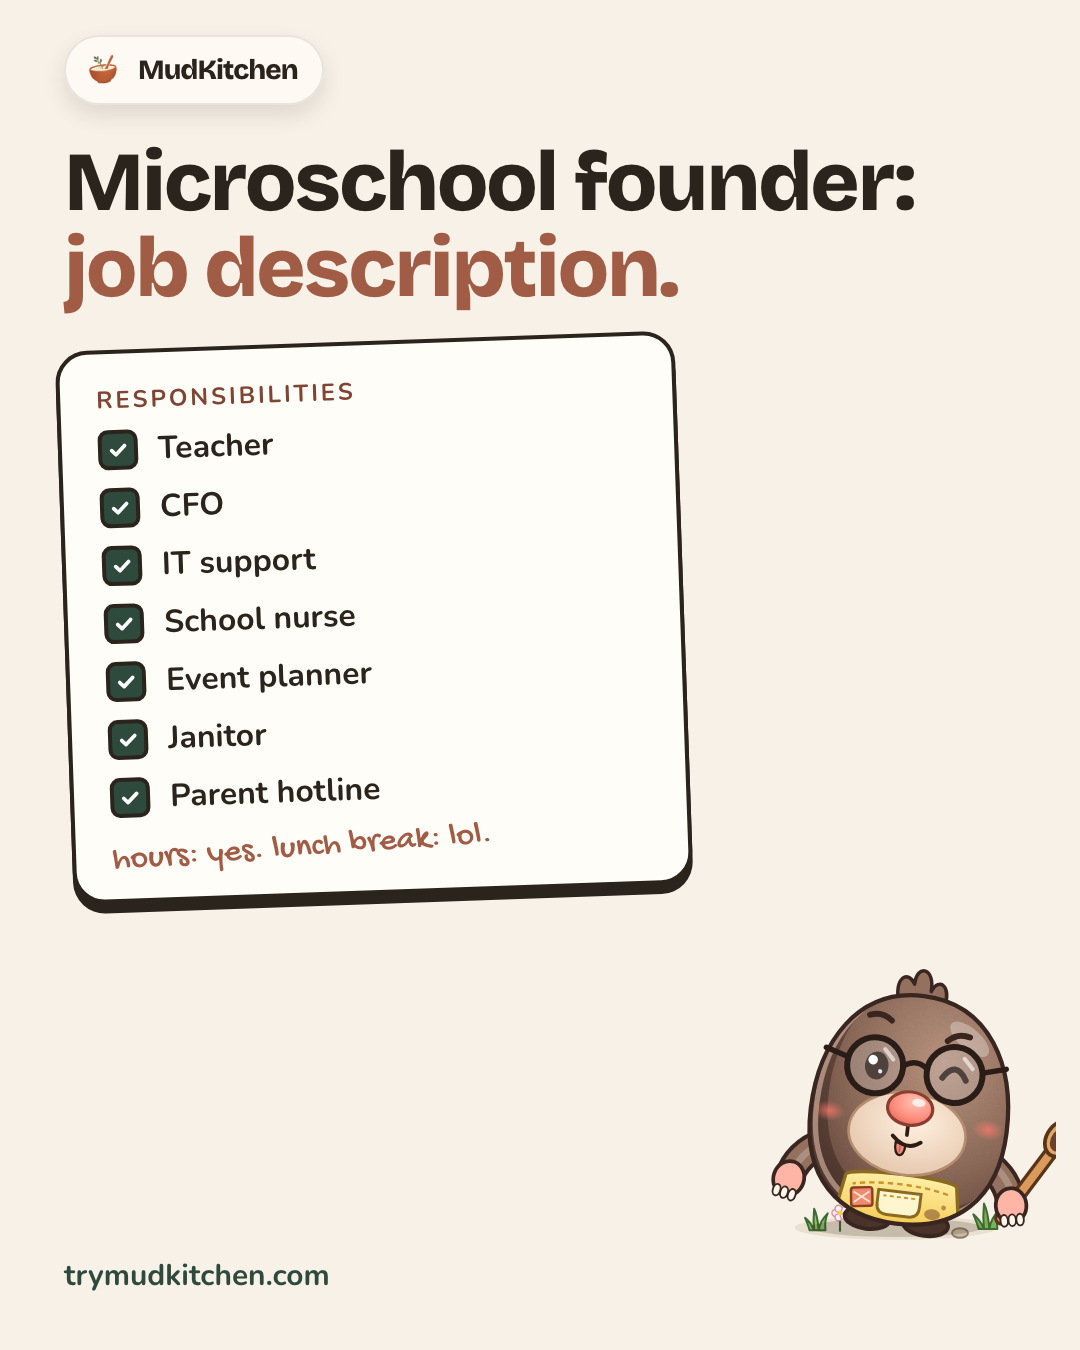 MudKitchen
Microschool founder:
job description.
RESPONSIBILITIES
Teacher
CFO
IT support
School nurse
Event planner
Janitor
Parent hotline
hours: yes. lunch break: lol.
trymudkitchen.com